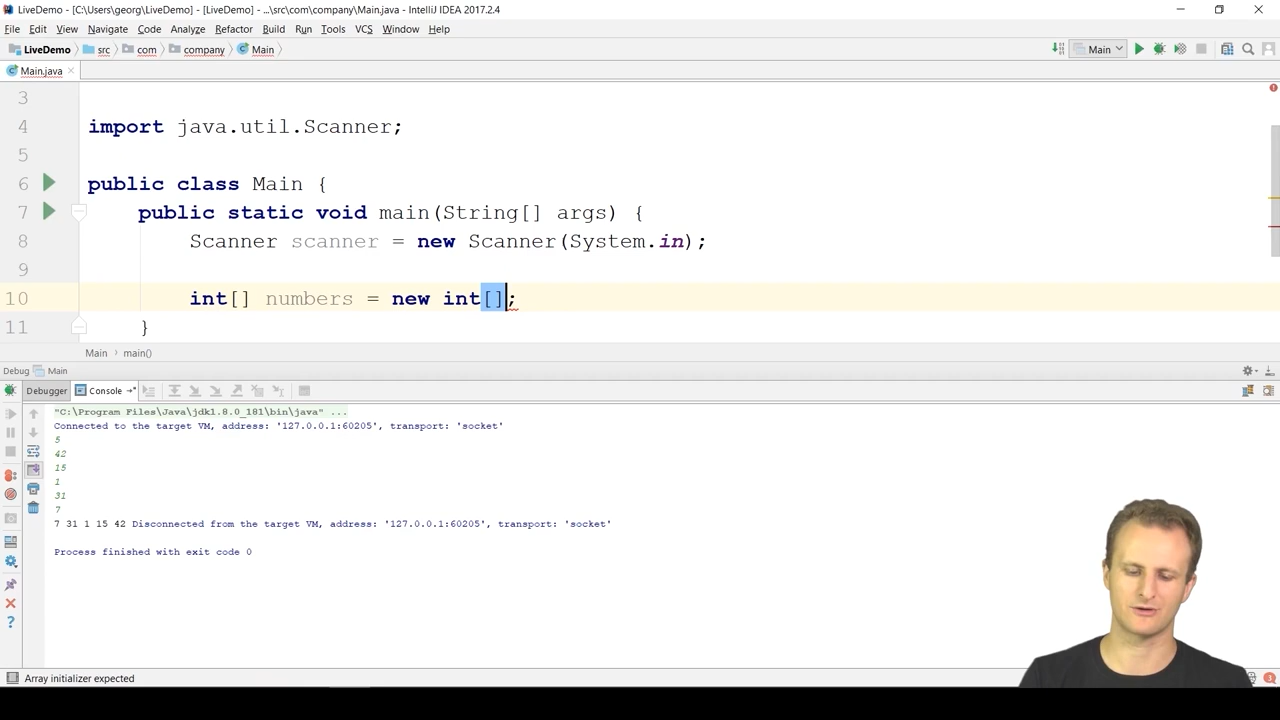 LiveDemo - [C:\Users\georg\LiveDemo] - [LiveDemo] - ...\src\com\company\Main.java - IntelliJ IDEA 2017.2.4
File Edit View Navigate Code Analyze Refactor Build Run Tools VCS Window Help
LiveDemo src com company Main Main
Main.java
3
4 import java.util.Scanner;
5
6 public class Main {
7 public static void main(String[] args) {
8 Scanner scanner = new Scanner(System.in);
9
10 int[] numbers = new int[];
11 }
Main main()
Debug Main
Debugger Console
"C:\Program Files\Java\jdk1.8.0_181\bin\java" ...
Connected to the target VM, address: '127.0.0.1:60205', transport: 'socket'
5
42
15
1
31
7
7 31 1 15 42 Disconnected from the target VM, address: '127.0.0.1:60205', transport: 'socket'
Process finished with exit code 0
Array initializer expected